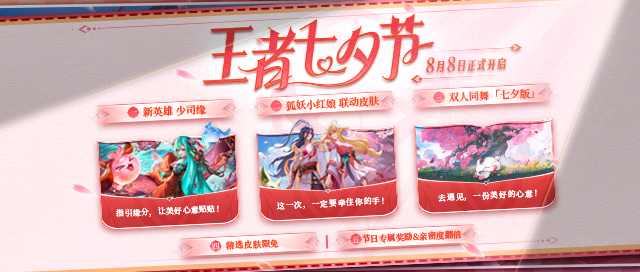 王者七夕节
8月8日正式开启
一 新英雄 少司缘
二 狐妖小红娘 联动皮肤
三 双人同舞「七夕版」
指引缘分，让美好心意贴贴！
这一次，一定要牵住你的手！
去遇见，一份美好的心意！
四 精选皮肤限免
五 节日专属奖励&亲密度翻倍